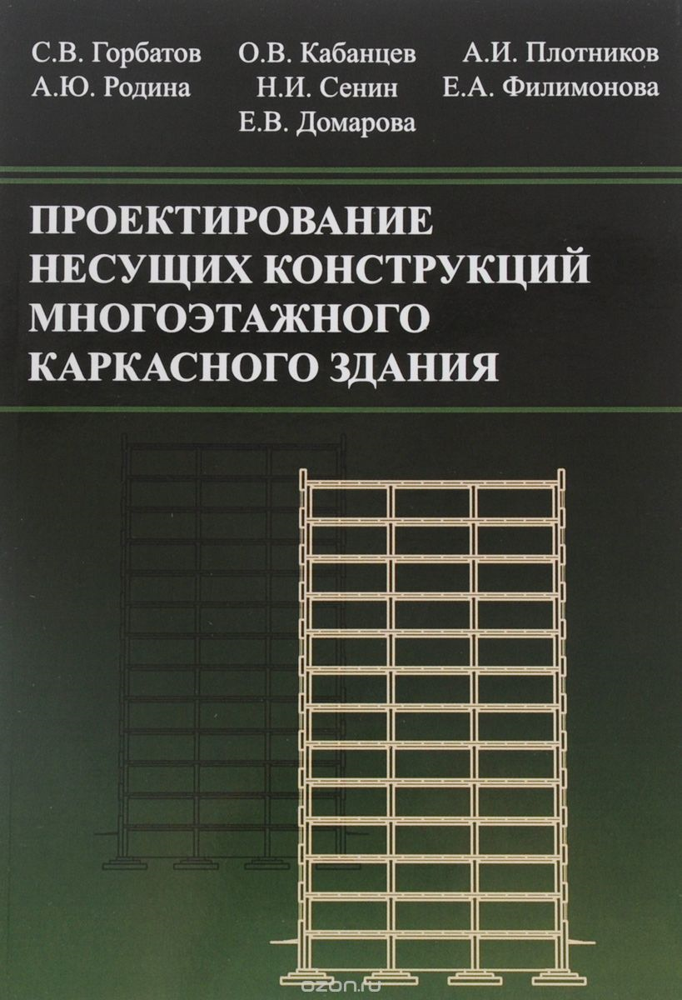 С.В. Горбатов О.В. Кабанцев А.И. Плотников
А.Ю. Родина Н.И. Сенин Е.А. Филимонова
Е.В. Домарова
ПРОЕКТИРОВАНИЕ
НЕСУЩИХ КОНСТРУКЦИЙ
МНОГОЭТАЖНОГО
КАРКАСНОГО ЗДАНИЯ
ozon.ru